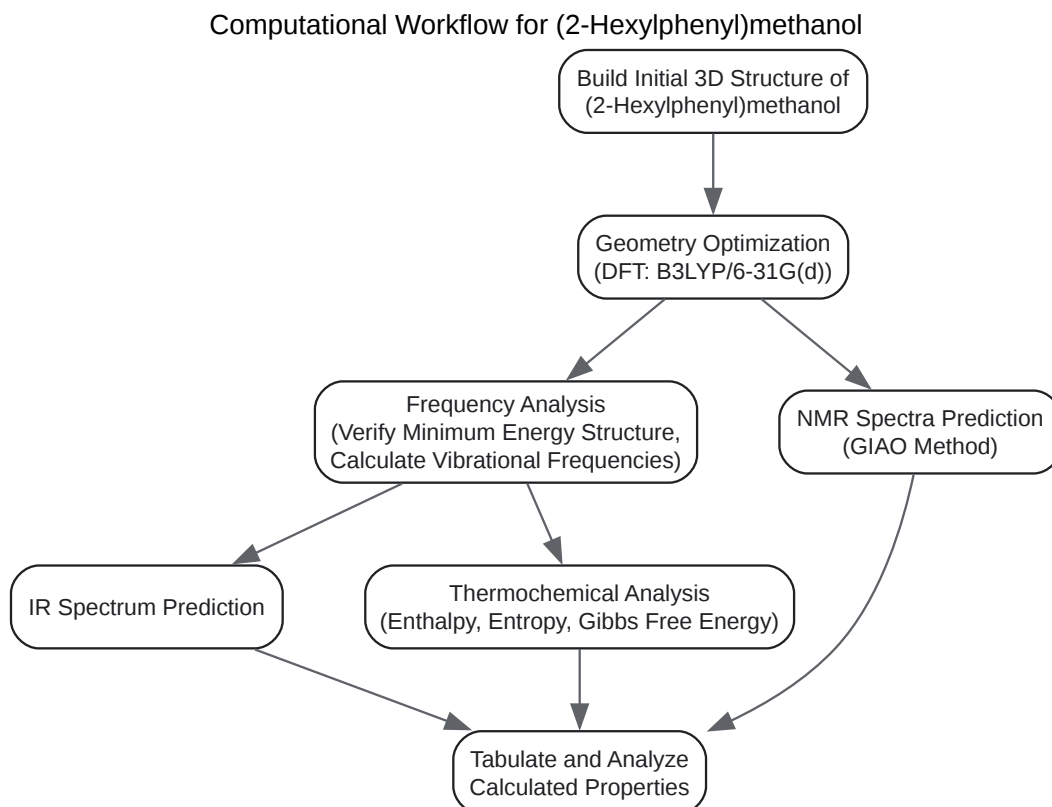 Computational Workflow for (2-Hexylphenyl)methanol
Build Initial 3D Structure of
(2-Hexylphenyl)methanol
Geometry Optimization
(DFT: B3LYP/6-31G(d))
Frequency Analysis
(Verify Minimum Energy Structure,
Calculate Vibrational Frequencies)
NMR Spectra Prediction
(GIAO Method)
IR Spectrum Prediction
Thermochemical Analysis
(Enthalpy, Entropy, Gibbs Free Energy)
Tabulate and Analyze
Calculated Properties